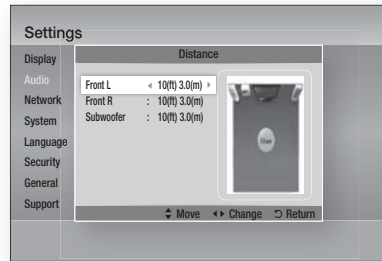 Settings
Display
Audio
Network
System
Language
Security
General
Support
Distance
Front L ◂ 10(ft) 3.0(m) ▸
Front R : 10(ft) 3.0(m)
Subwoofer : 10(ft) 3.0(m)
Move Change Return